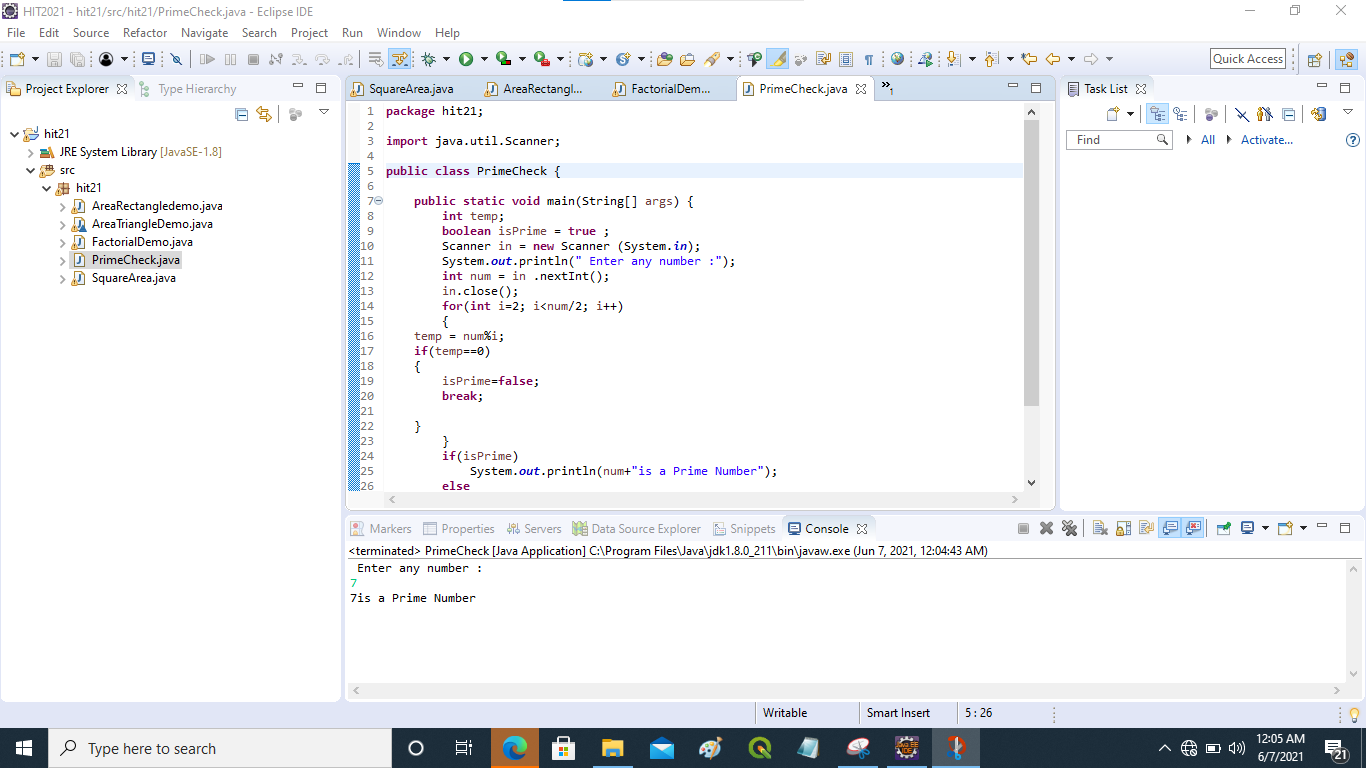 HIT2021 - hit21/src/hit21/PrimeCheck.java - Eclipse IDE
File Edit Source Refactor Navigate Search Project Run Window Help
Quick Access
Project Explorer Type Hierarchy
hit21
JRE System Library [JavaSE-1.8]
src
hit21
AreaRectangledemo.java
AreaTriangleDemo.java
FactorialDemo.java
PrimeCheck.java
SquareArea.java
SquareArea.java AreaRectangl... FactorialDem... PrimeCheck.java »1
1 package hit21;
2
3 import java.util.Scanner;
4
5 public class PrimeCheck {
6
7 public static void main(String[] args) {
8 int temp;
9 boolean isPrime = true ;
10 Scanner in = new Scanner (System.in);
11 System.out.println(" Enter any number :");
12 int num = in .nextInt();
13 in.close();
14 for(int i=2; i<num/2; i++)
15 {
16 temp = num%i;
17 if(temp==0)
18 {
19 isPrime=false;
20 break;
21
22 }
23 }
24 if(isPrime)
25 System.out.println(num+"is a Prime Number");
26 else
Task List
Find All Activate...
Markers Properties Servers Data Source Explorer Snippets Console
<terminated> PrimeCheck [Java Application] C:\Program Files\Java\jdk1.8.0_211\bin\javaw.exe (Jun 7, 2021, 12:04:43 AM)
Enter any number :
7
7is a Prime Number
Writable Smart Insert 5 : 26
Type here to search
12:05 AM
6/7/2021
21